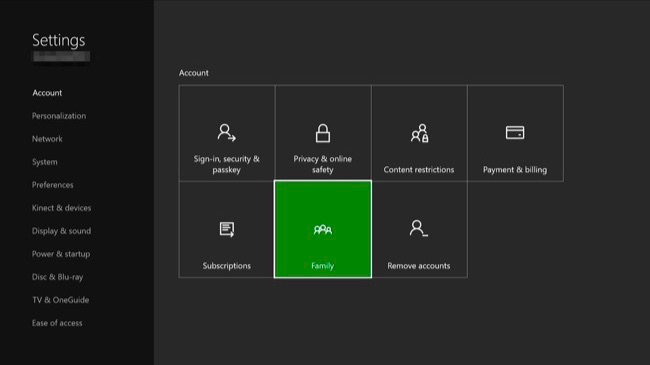 Settings
Account
Personalization
Network
System
Preferences
Kinect & devices
Display & sound
Power & startup
Disc & Blu-ray
TV & OneGuide
Ease of access
Account
Sign-in, security &
passkey
Privacy & online
safety
Content restrictions
Payment & billing
Subscriptions
Family
Remove accounts